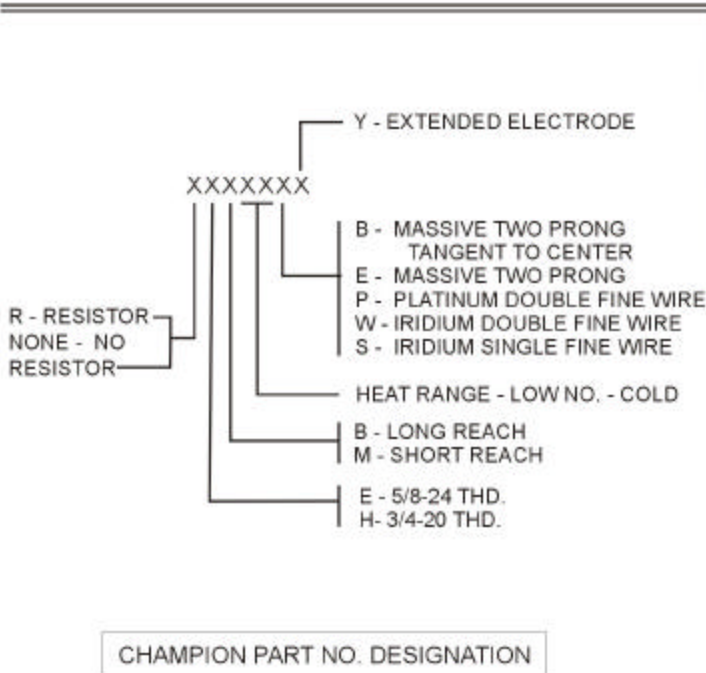 Y - EXTENDED ELECTRODE
XXXXXXX
B - MASSIVE TWO PRONG
TANGENT TO CENTER
E - MASSIVE TWO PRONG
P - PLATINUM DOUBLE FINE WIRE
W - IRIDIUM DOUBLE FINE WIRE
S - IRIDIUM SINGLE FINE WIRE
R - RESISTOR
NONE - NO
RESISTOR
HEAT RANGE - LOW NO. - COLD
B - LONG REACH
M - SHORT REACH
E - 5/8-24 THD.
H- 3/4-20 THD.
CHAMPION PART NO. DESIGNATION